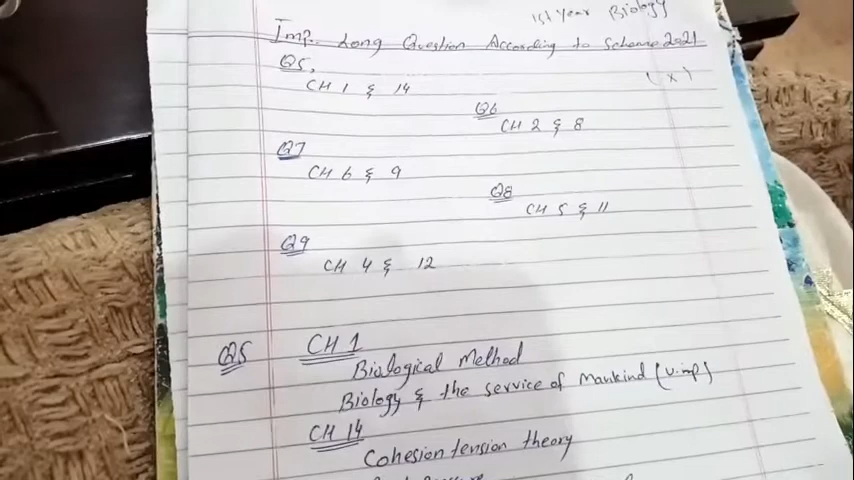 1st Year Biology
Imp. Long Question According to Scheme 2021
Q5,
CH 1 & 14
(x)
Q6
CH 2 & 8
Q7
CH 6 & 9
Q8
CH 5 & 11
Q9
CH 4 & 12
Q5 CH 1
Biological Method
Biology & the service of Mankind (v.imp)
CH 14
Cohesion tension theory